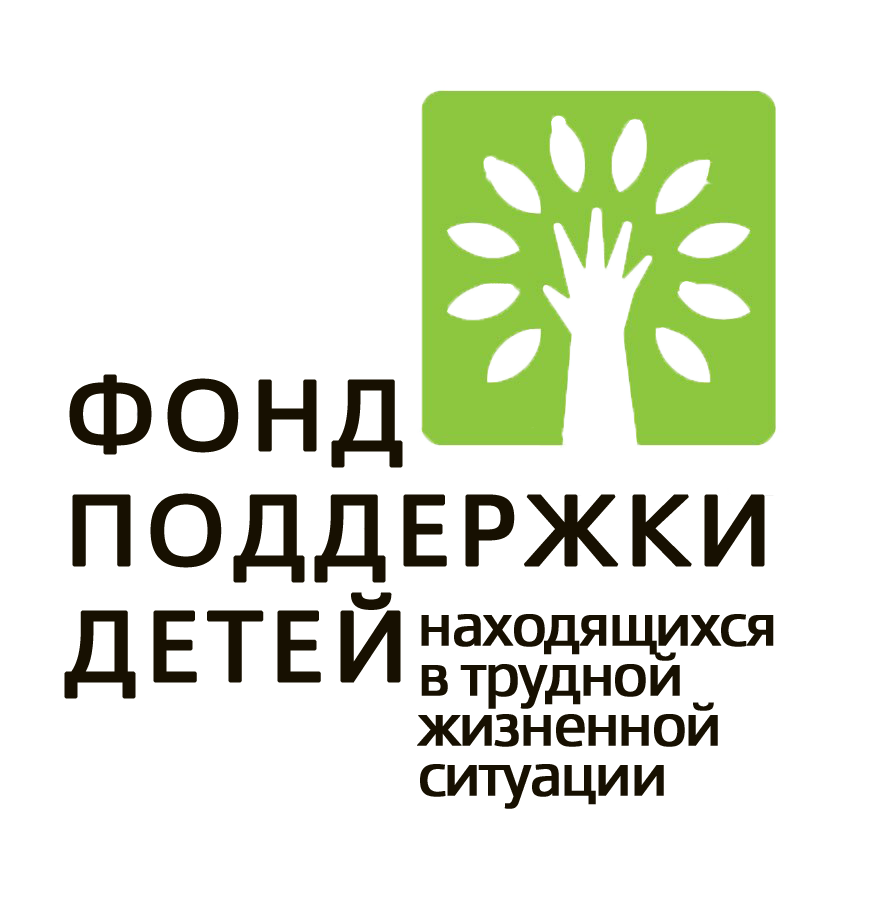 ФОНД
ПОДДЕРЖКИ
ДЕТЕЙ
находящихся
в трудной
жизненной
ситуации